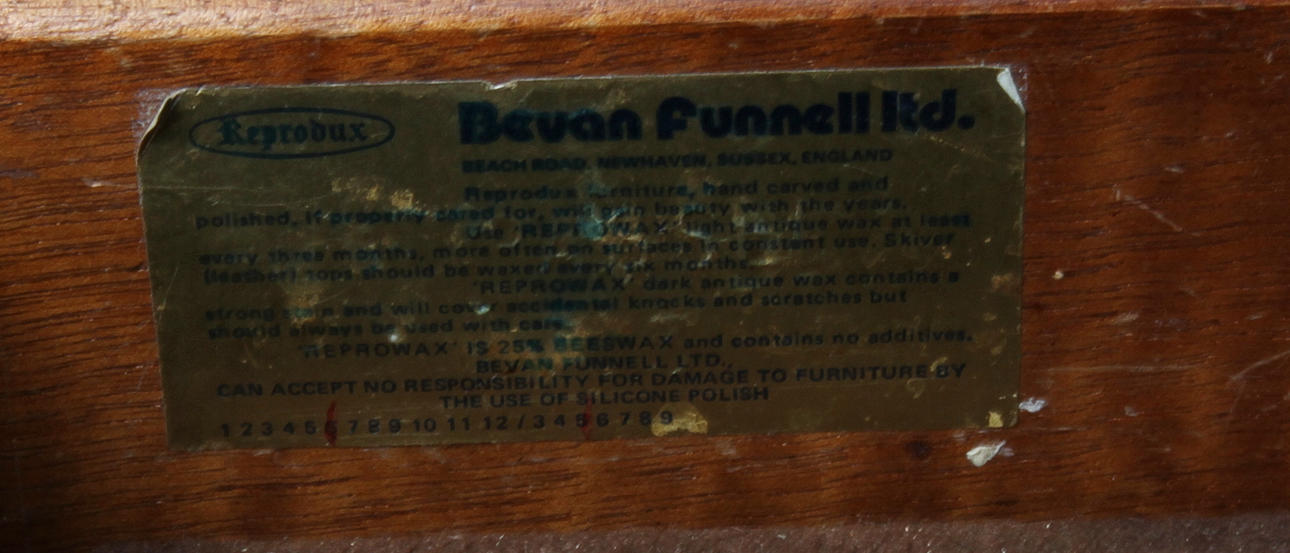 Reprodux
Bevan Funnell ltd.
BEACH ROAD, NEWHAVEN, SUSSEX, ENGLAND
Reprodux furniture, hand carved and
polished, if properly cared for, will gain beauty with the years.
Use 'REPROWAX' light antique wax at least
every three months, more often on surfaces in constant use. Skiver
(leather) tops should be waxed every six months.
'REPROWAX' dark antique wax contains a
strong stain and will cover accidental knocks and scratches but
should always be used with care.
'REPROWAX' IS 25% BEESWAX and contains no additives.
BEVAN FUNNELL LTD.,
CAN ACCEPT NO RESPONSIBILITY FOR DAMAGE TO FURNITURE BY
THE USE OF SILICONE POLISH
1 2 3 4 5 6 7 8 9 10 11 12 / 3 4 5 6 7 8 9